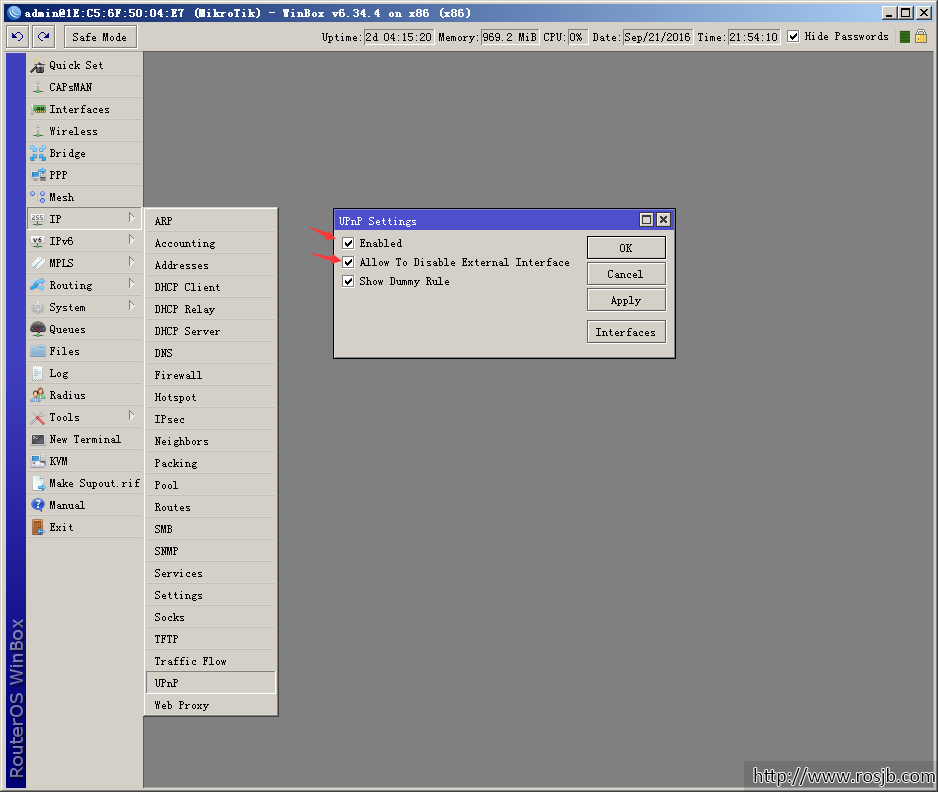 admin@1E:C5:6F:50:04:E7 (MikroTik) - WinBox v6.34.4 on x86 (x86)
Safe Mode Uptime: 2d 04:15:20 Memory: 969.2 MiB CPU: 0% Date: Sep/21/2016 Time: 21:54:10 Hide Passwords
Quick Set
CAPsMAN
Interfaces
Wireless
Bridge
PPP
Mesh
IP
IPv6
MPLS
Routing
System
Queues
Files
Log
Radius
Tools
New Terminal
KVM
Make Supout.rif
Manual
Exit
ARP
Accounting
Addresses
DHCP Client
DHCP Relay
DHCP Server
DNS
Firewall
Hotspot
IPsec
Neighbors
Packing
Pool
Routes
SMB
SNMP
Services
Settings
Socks
TFTP
Traffic Flow
UPnP
Web Proxy
UPnP Settings
Enabled
Allow To Disable External Interface
Show Dummy Rule
OK
Cancel
Apply
Interfaces
RouterOS WinBox
http://www.rosjb.com